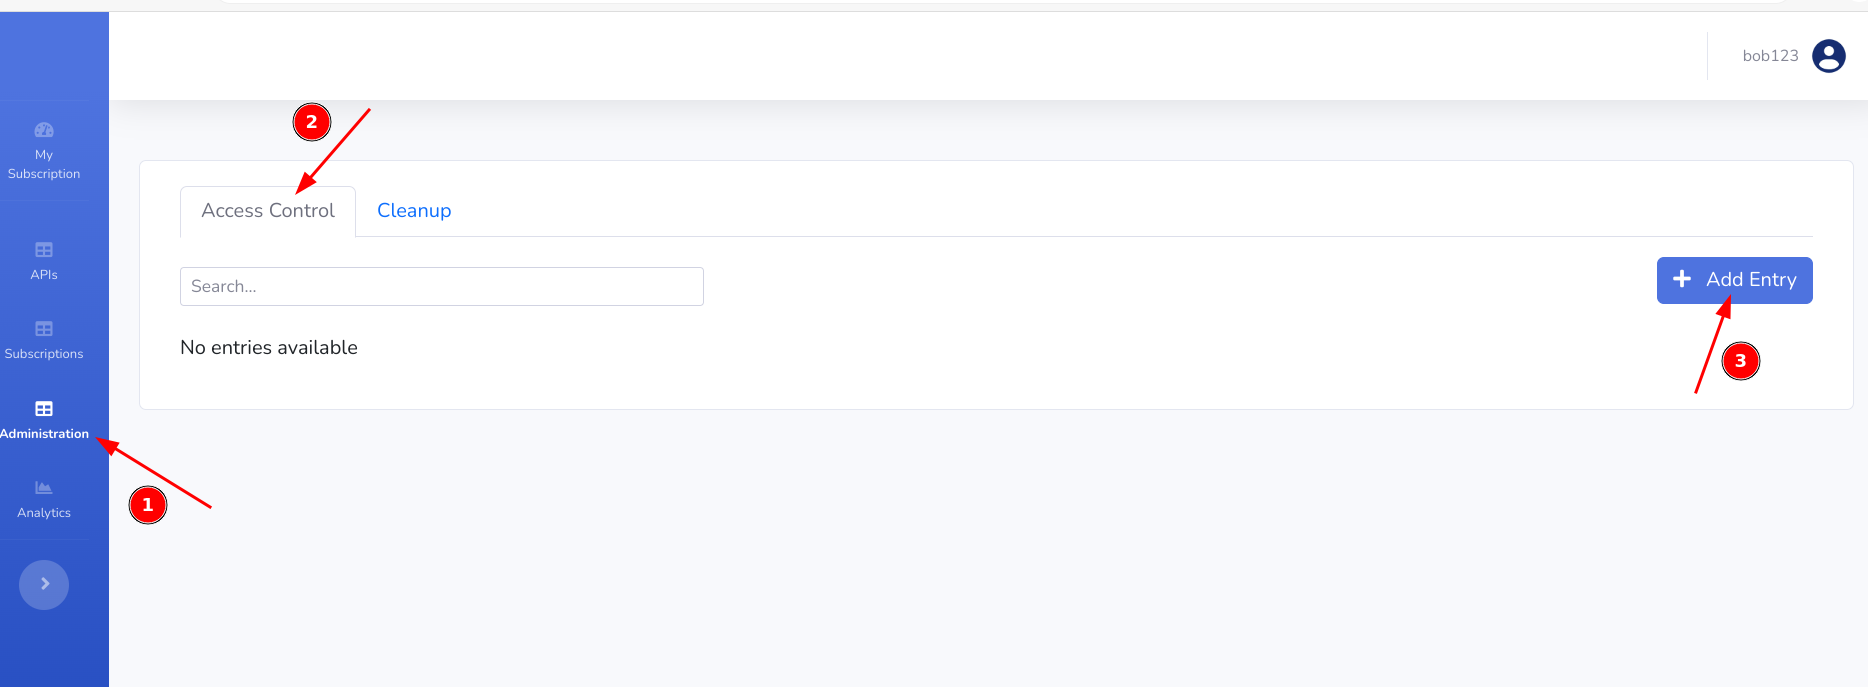 bob123
2
My
Subscription
Access Control
Cleanup
APIs
Search...
Add Entry
No entries available
Subscriptions
3
Administration
1
Analytics